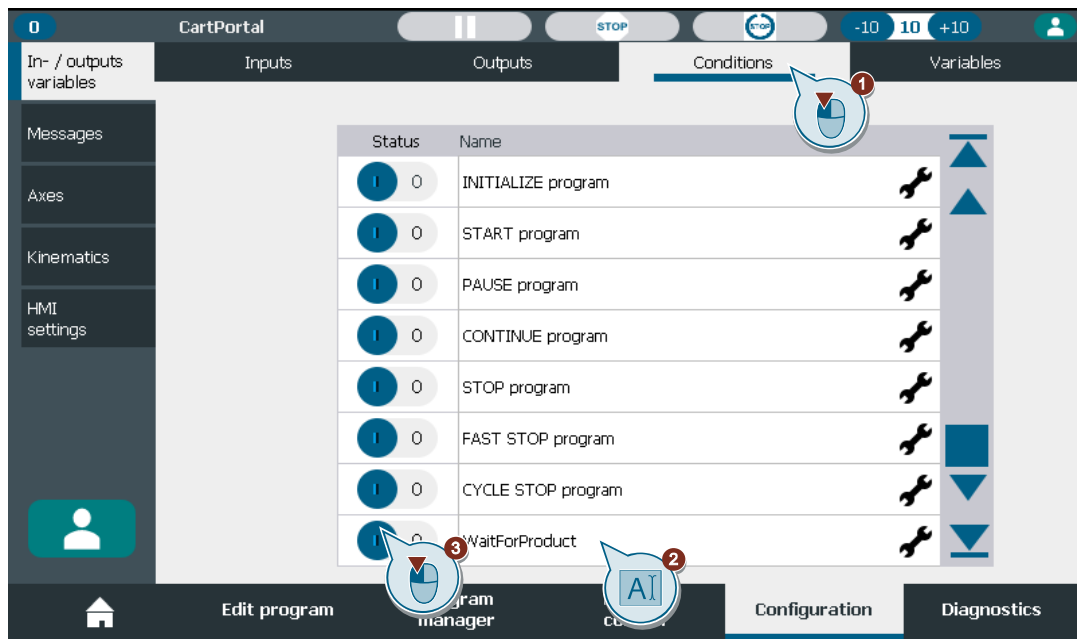 0
CartPortal
STOP
STOP
-10 10 +10
In- / outputs
variables
Inputs
Outputs
Conditions
Variables
1
Messages
Axes
Kinematics
HMI
settings
Status
Name
0
INITIALIZE program
0
START program
0
PAUSE program
0
CONTINUE program
0
STOP program
0
FAST STOP program
0
CYCLE STOP program
WaitForProduct
3
2
A
Edit program
manager
Configuration
Diagnostics